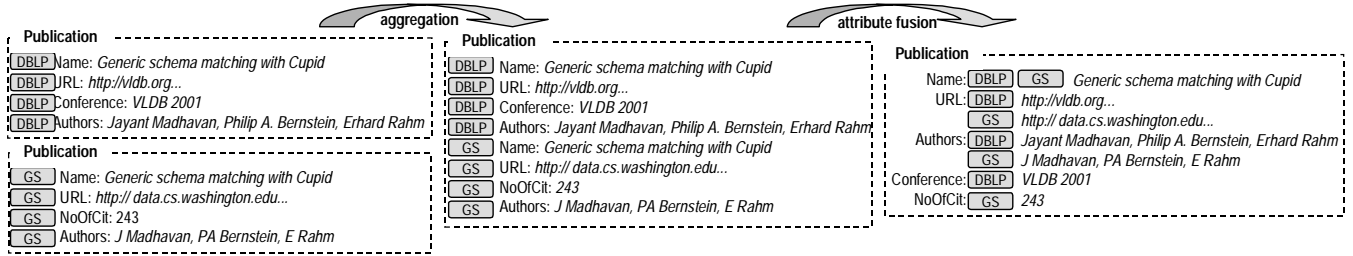 aggregation
attribute fusion
Publication
DBLP Name: Generic schema matching with Cupid
DBLP URL: http://vldb.org...
DBLP Conference: VLDB 2001
DBLP Authors: Jayant Madhavan, Philip A. Bernstein, Erhard Rahm
Publication
GS Name: Generic schema matching with Cupid
GS URL: http:// data.cs.washington.edu...
GS NoOfCit: 243
GS Authors: J Madhavan, PA Bernstein, E Rahm
Publication
DBLP Name: Generic schema matching with Cupid
DBLP URL: http://vldb.org...
DBLP Conference: VLDB 2001
DBLP Authors: Jayant Madhavan, Philip A. Bernstein, Erhard Rahm
GS Name: Generic schema matching with Cupid
GS URL: http:// data.cs.washington.edu...
GS NoOfCit: 243
GS Authors: J Madhavan, PA Bernstein, E Rahm
Publication
Name: DBLP GS Generic schema matching with Cupid
URL: DBLP http://vldb.org...
GS http:// data.cs.washington.edu...
Authors: DBLP Jayant Madhavan, Philip A. Bernstein, Erhard Rahm
GS J Madhavan, PA Bernstein, E Rahm
Conference: DBLP VLDB 2001
NoOfCit: GS 243